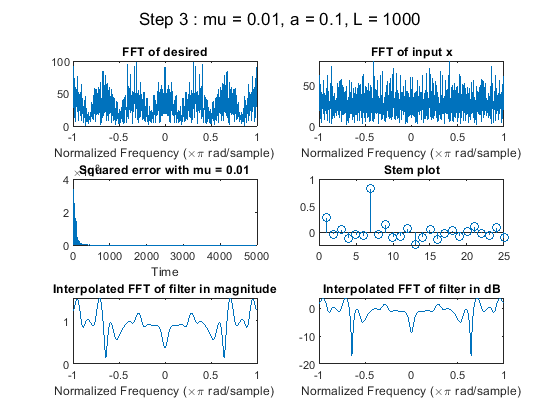 Step 3 : mu = 0.01, a = 0.1, L = 1000
FFT of desired
FFT of input x
100
50
0
50
0
-1 -0.5 0 0.5 1
-1 -0.5 0 0.5 1
Normalized Frequency (×π rad/sample)
Normalized Frequency (×π rad/sample)
Squared error with mu = 0.01
Stem plot
4
2
0
1
0.5
0
0 1000 2000 3000 4000 5000
0 5 10 15 20 25
Time
Interpolated FFT of filter in magnitude
Interpolated FFT of filter in dB
1
0
0
-10
-20
-1 -0.5 0 0.5 1
-1 -0.5 0 0.5 1
Normalized Frequency (×π rad/sample)
Normalized Frequency (×π rad/sample)